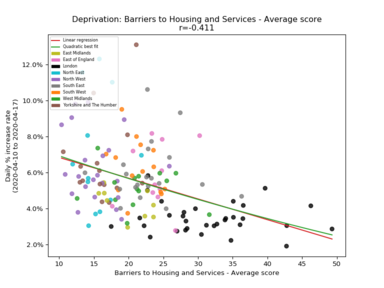 Deprivation: Barriers to Housing and Services - Average score
r=-0.411
Linear regression
Quadratic best fit
East Midlands
East of England
London
North East
North West
South East
South West
West Midlands
Yorkshire and The Humber
12.0%
10.0%
8.0%
6.0%
4.0%
2.0%
Daily % increase rate
(2020-04-10 to 2020-04-17)
10 15 20 25 30 35 40 45 50
Barriers to Housing and Services - Average score